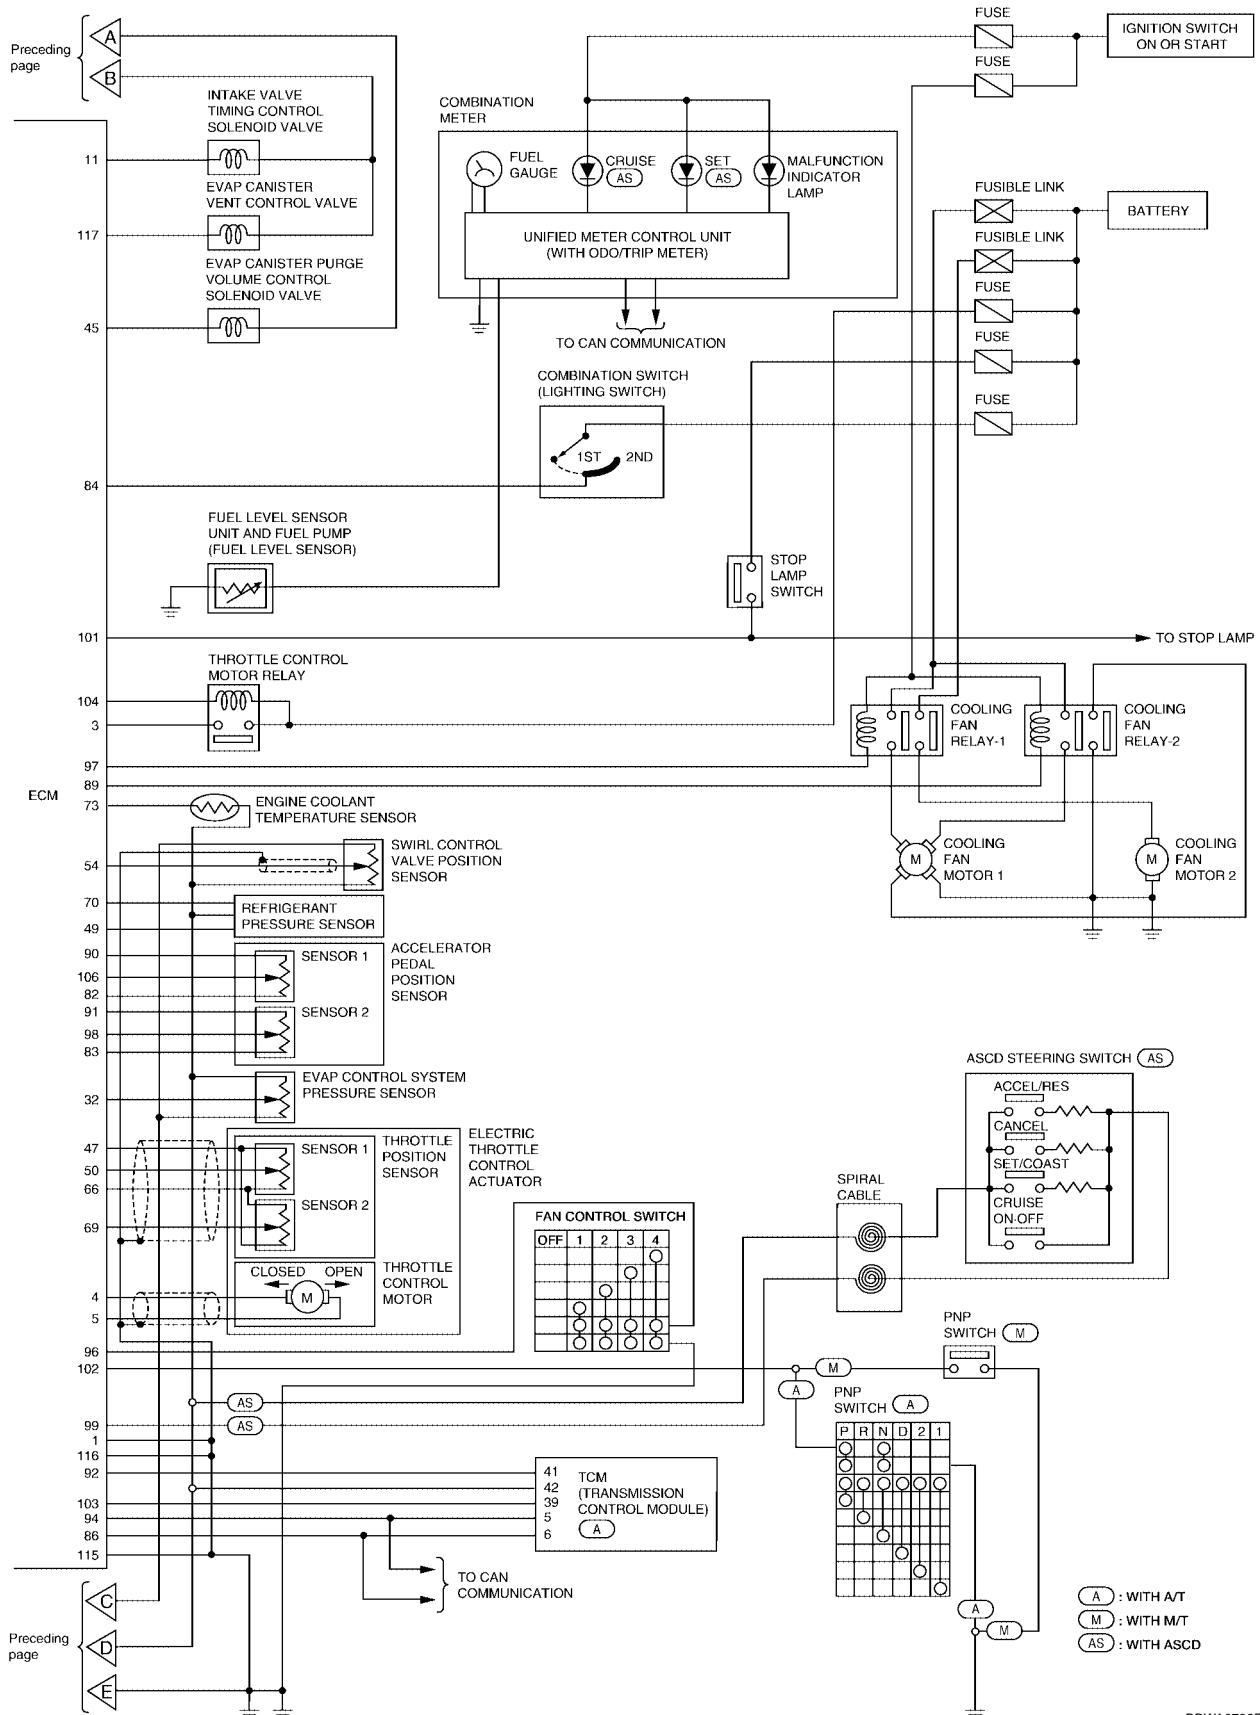 Preceding
page
A
B
FUSE
IGNITION SWITCH
ON OR START
FUSE
INTAKE VALVE
TIMING CONTROL
SOLENOID VALVE
11
EVAP CANISTER
VENT CONTROL VALVE
117
EVAP CANISTER PURGE
VOLUME CONTROL
SOLENOID VALVE
45
COMBINATION
METER
FUEL
GAUGE
CRUISE
AS
SET
AS
MALFUNCTION
INDICATOR
LAMP
UNIFIED METER CONTROL UNIT
(WITH ODO/TRIP METER)
TO CAN COMMUNICATION
FUSIBLE LINK
BATTERY
FUSIBLE LINK
FUSE
FUSE
FUSE
COMBINATION SWITCH
(LIGHTING SWITCH)
1ST
2ND
84
FUEL LEVEL SENSOR
UNIT AND FUEL PUMP
(FUEL LEVEL SENSOR)
STOP
LAMP
SWITCH
101
TO STOP LAMP
THROTTLE CONTROL
MOTOR RELAY
104
3
COOLING
FAN
RELAY-1
COOLING
FAN
RELAY-2
97
89
ECM
73
ENGINE COOLANT
TEMPERATURE SENSOR
SWIRL CONTROL
VALVE POSITION
SENSOR
54
M
COOLING
FAN
MOTOR 1
M
COOLING
FAN
MOTOR 2
70
REFRIGERANT
PRESSURE SENSOR
49
90
SENSOR 1
ACCELERATOR
PEDAL
POSITION
SENSOR
106
82
91
SENSOR 2
98
83
EVAP CONTROL SYSTEM
PRESSURE SENSOR
32
ASCD STEERING SWITCH
AS
ACCEL/RES
CANCEL
SET/COAST
CRUISE
ON·OFF
47
SENSOR 1
THROTTLE
POSITION
SENSOR
ELECTRIC
THROTTLE
CONTROL
ACTUATOR
50
66
SENSOR 2
69
SPIRAL
CABLE
FAN CONTROL SWITCH
OFF 1 2 3 4
CLOSED
OPEN
THROTTLE
CONTROL
MOTOR
M
4
5
96
102
PNP
SWITCH
M
M
A
PNP
SWITCH
A
P R N D 2 1
AS
99
AS
1
116
92
41
TCM
(TRANSMISSION
CONTROL MODULE)
A
42
103
39
94
5
86
6
115
TO CAN
COMMUNICATION
C
Preceding
page
D
E
A
M
A : WITH A/T
M : WITH M/T
AS : WITH ASCD